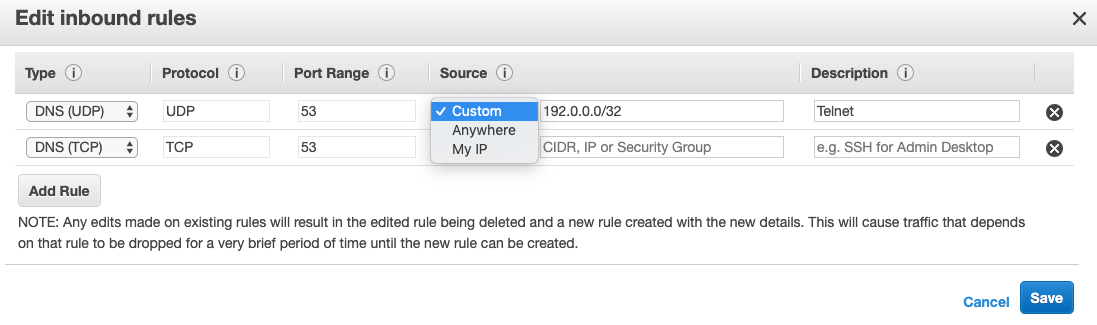 Edit inbound rules
Type Protocol Port Range Source Description
DNS (UDP) UDP 53 Custom 192.0.0.0/32 Telnet
Anywhere
DNS (TCP) TCP 53 My IP CIDR, IP or Security Group e.g. SSH for Admin Desktop
Add Rule
NOTE: Any edits made on existing rules will result in the edited rule being deleted and a new rule created with the new details. This will cause traffic that depends
on that rule to be dropped for a very brief period of time until the new rule can be created.
Cancel Save